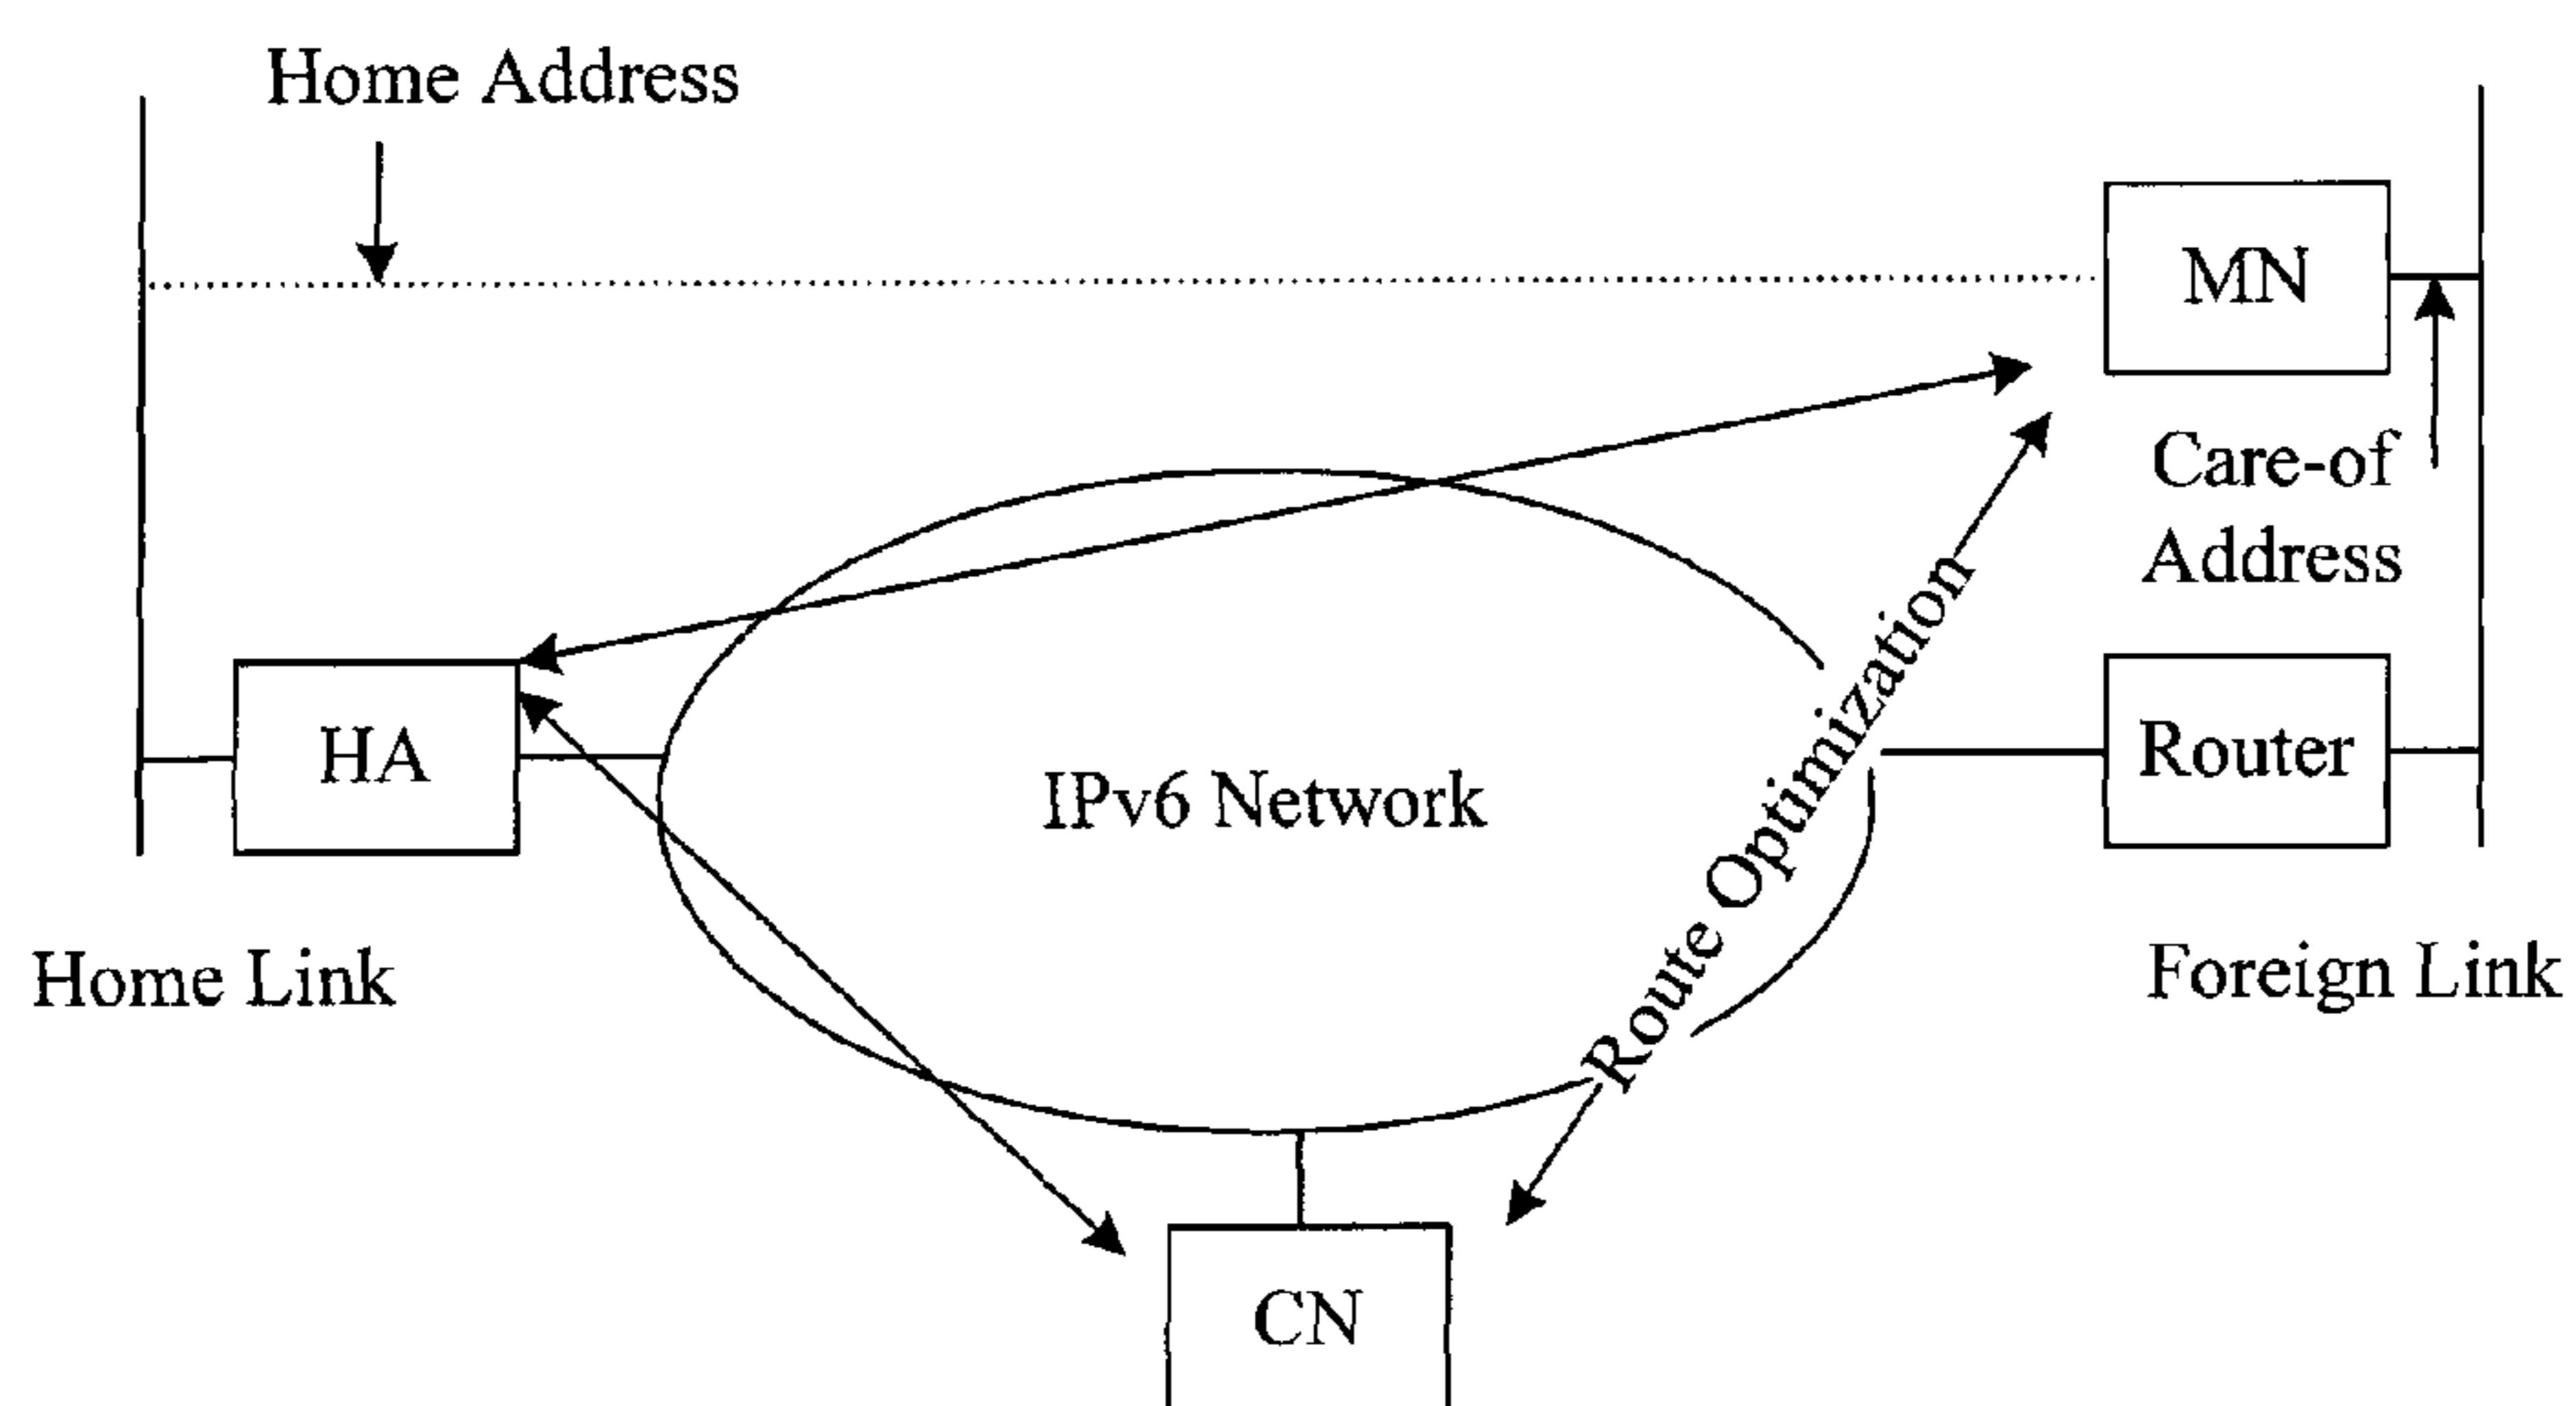 Home Address
MN
Care-of
Address
Route Optimization
HA
IPv6 Network
Router
Home Link
Foreign Link
CN